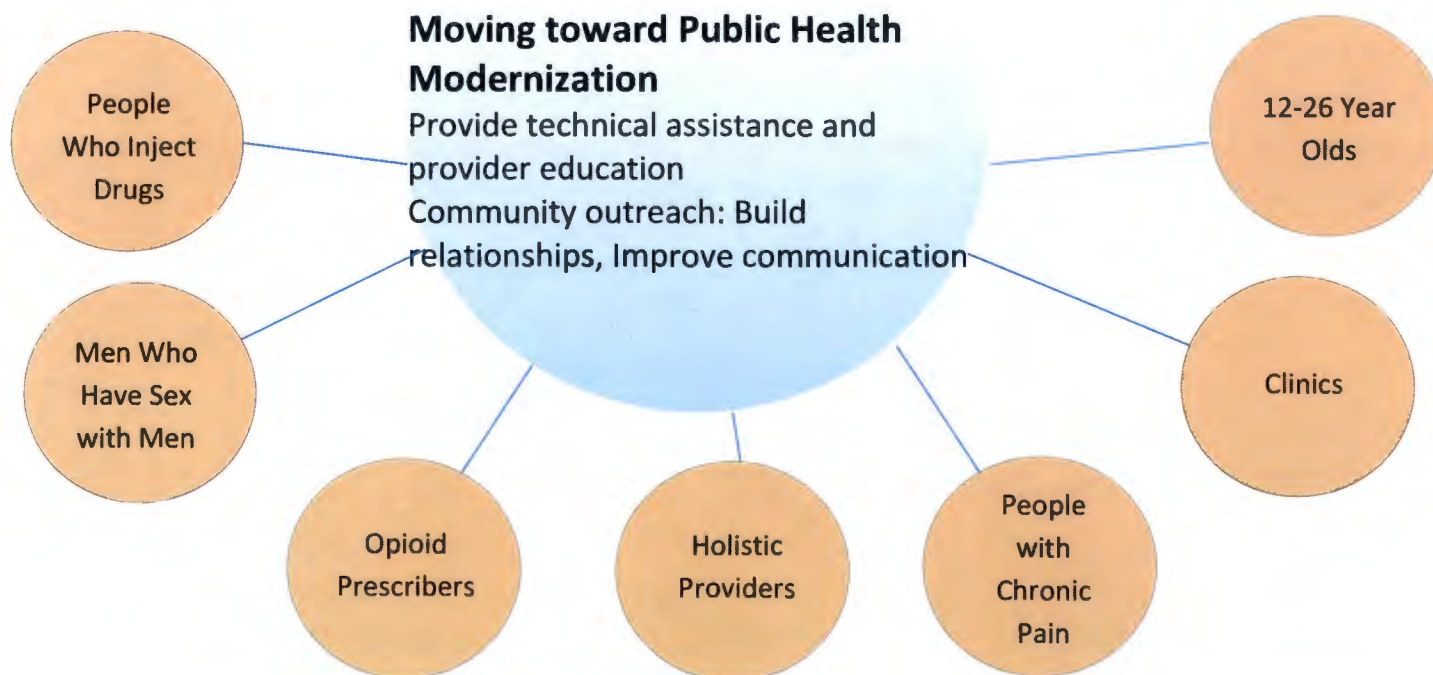 Moving toward Public Health
Modernization
Provide technical assistance and
provider education
Community outreach: Build
relationships, Improve communication
People
Who Inject
Drugs
12-26 Year
Olds
Men Who
Have Sex
with Men
Clinics
Opioid
Prescribers
Holistic
Providers
People
with
Chronic
Pain